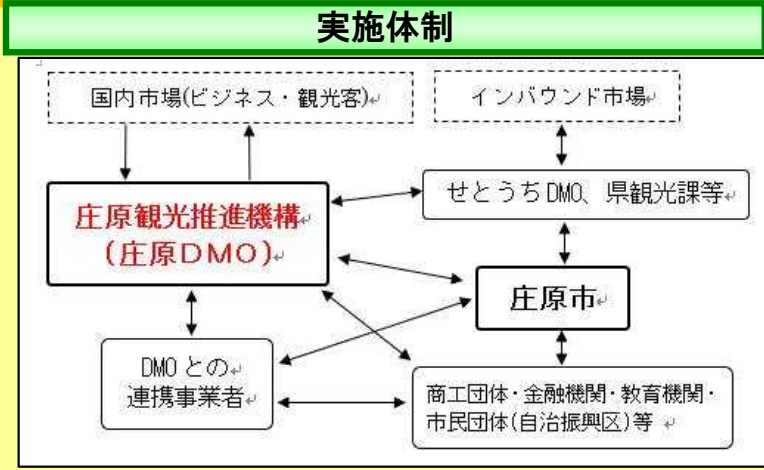 実施体制
国内市場(ビジネス・観光客)
インバウンド市場
せとうちDMO、県観光課等
庄原観光推進機構
（庄原DMO）
庄原市
DMOとの
連携事業者
商工団体・金融機関・教育機関・
市民団体(自治振興区)等